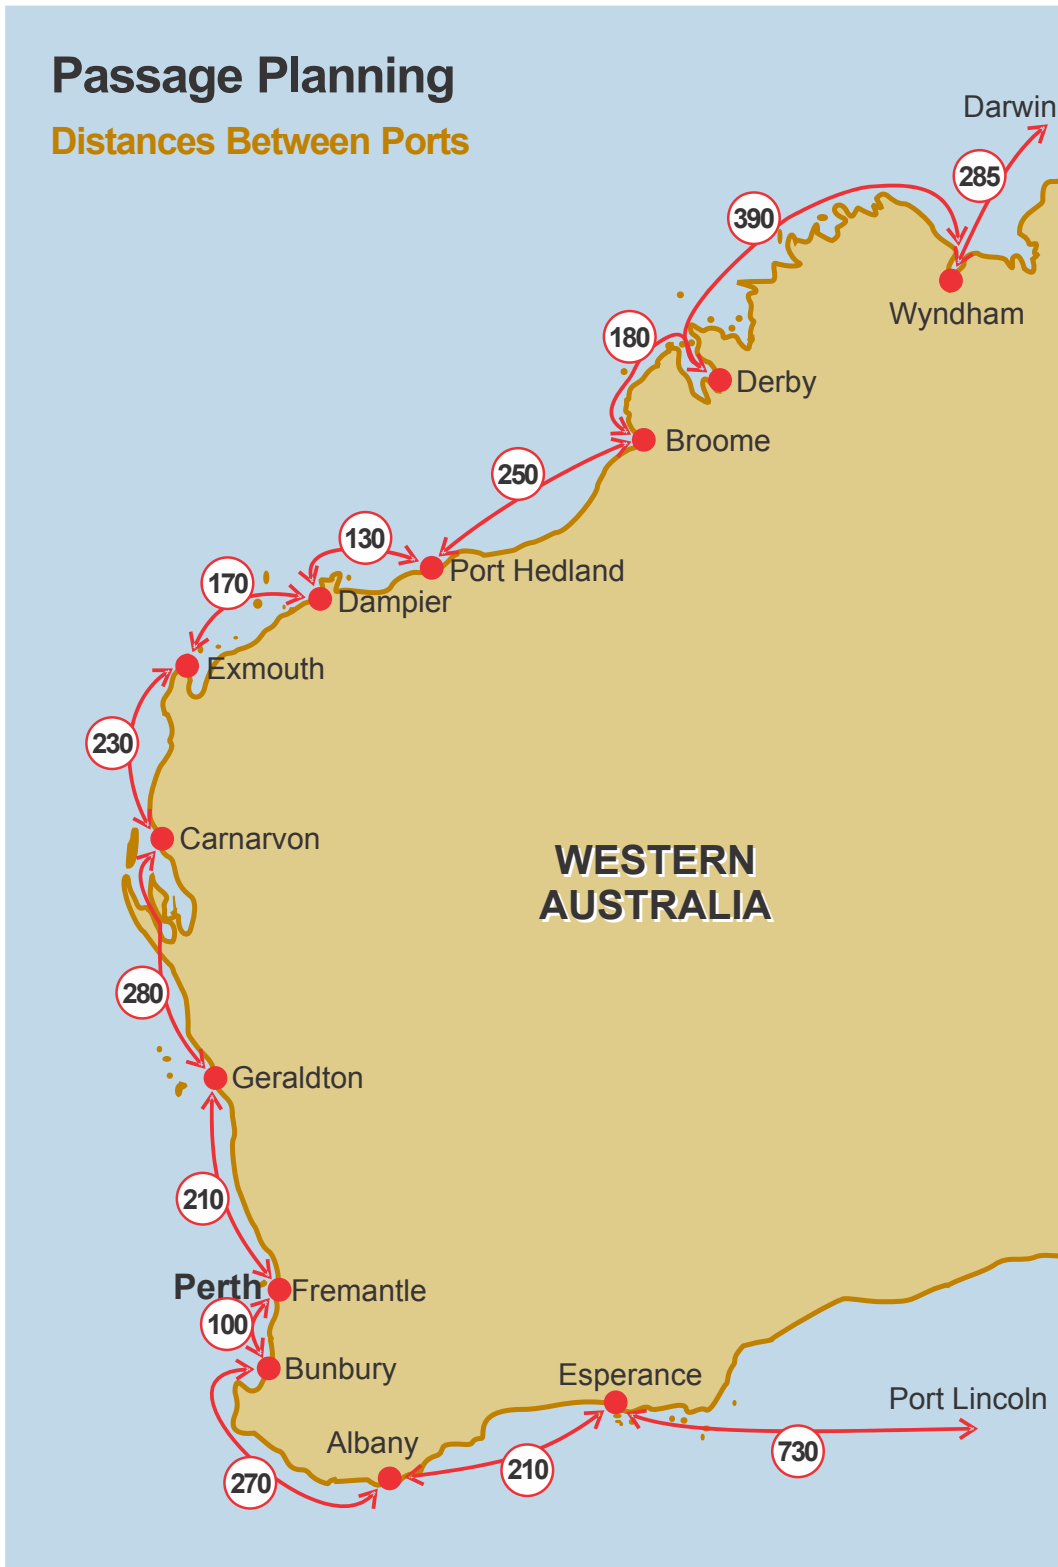 Passage Planning
Distances Between Ports
Darwin
285
390
Wyndham
180
Derby
Broome
250
130
Port Hedland
170
Dampier
Exmouth
230
Carnarvon
WESTERN
AUSTRALIA
280
Geraldton
210
Perth
Fremantle
100
Bunbury
Esperance
Port Lincoln
Albany
730
210
270